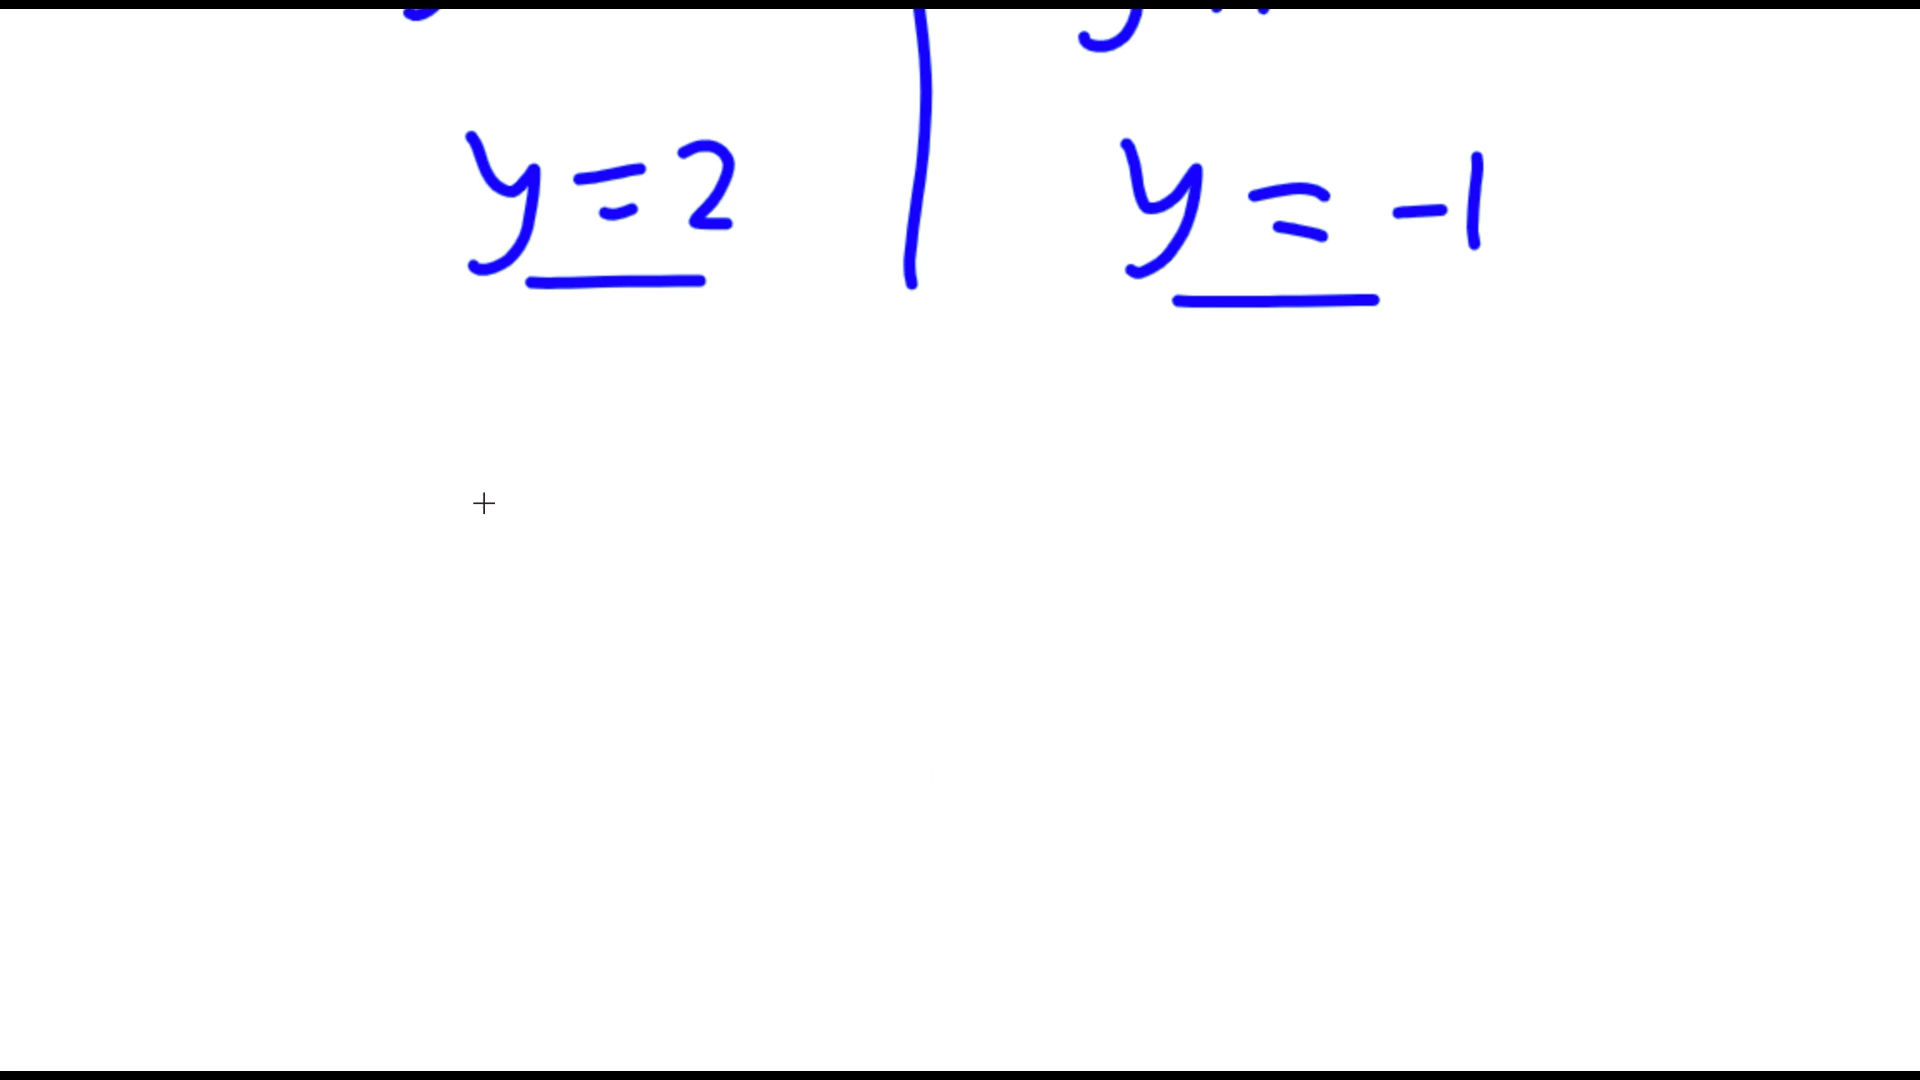 y = 2 | y = -1